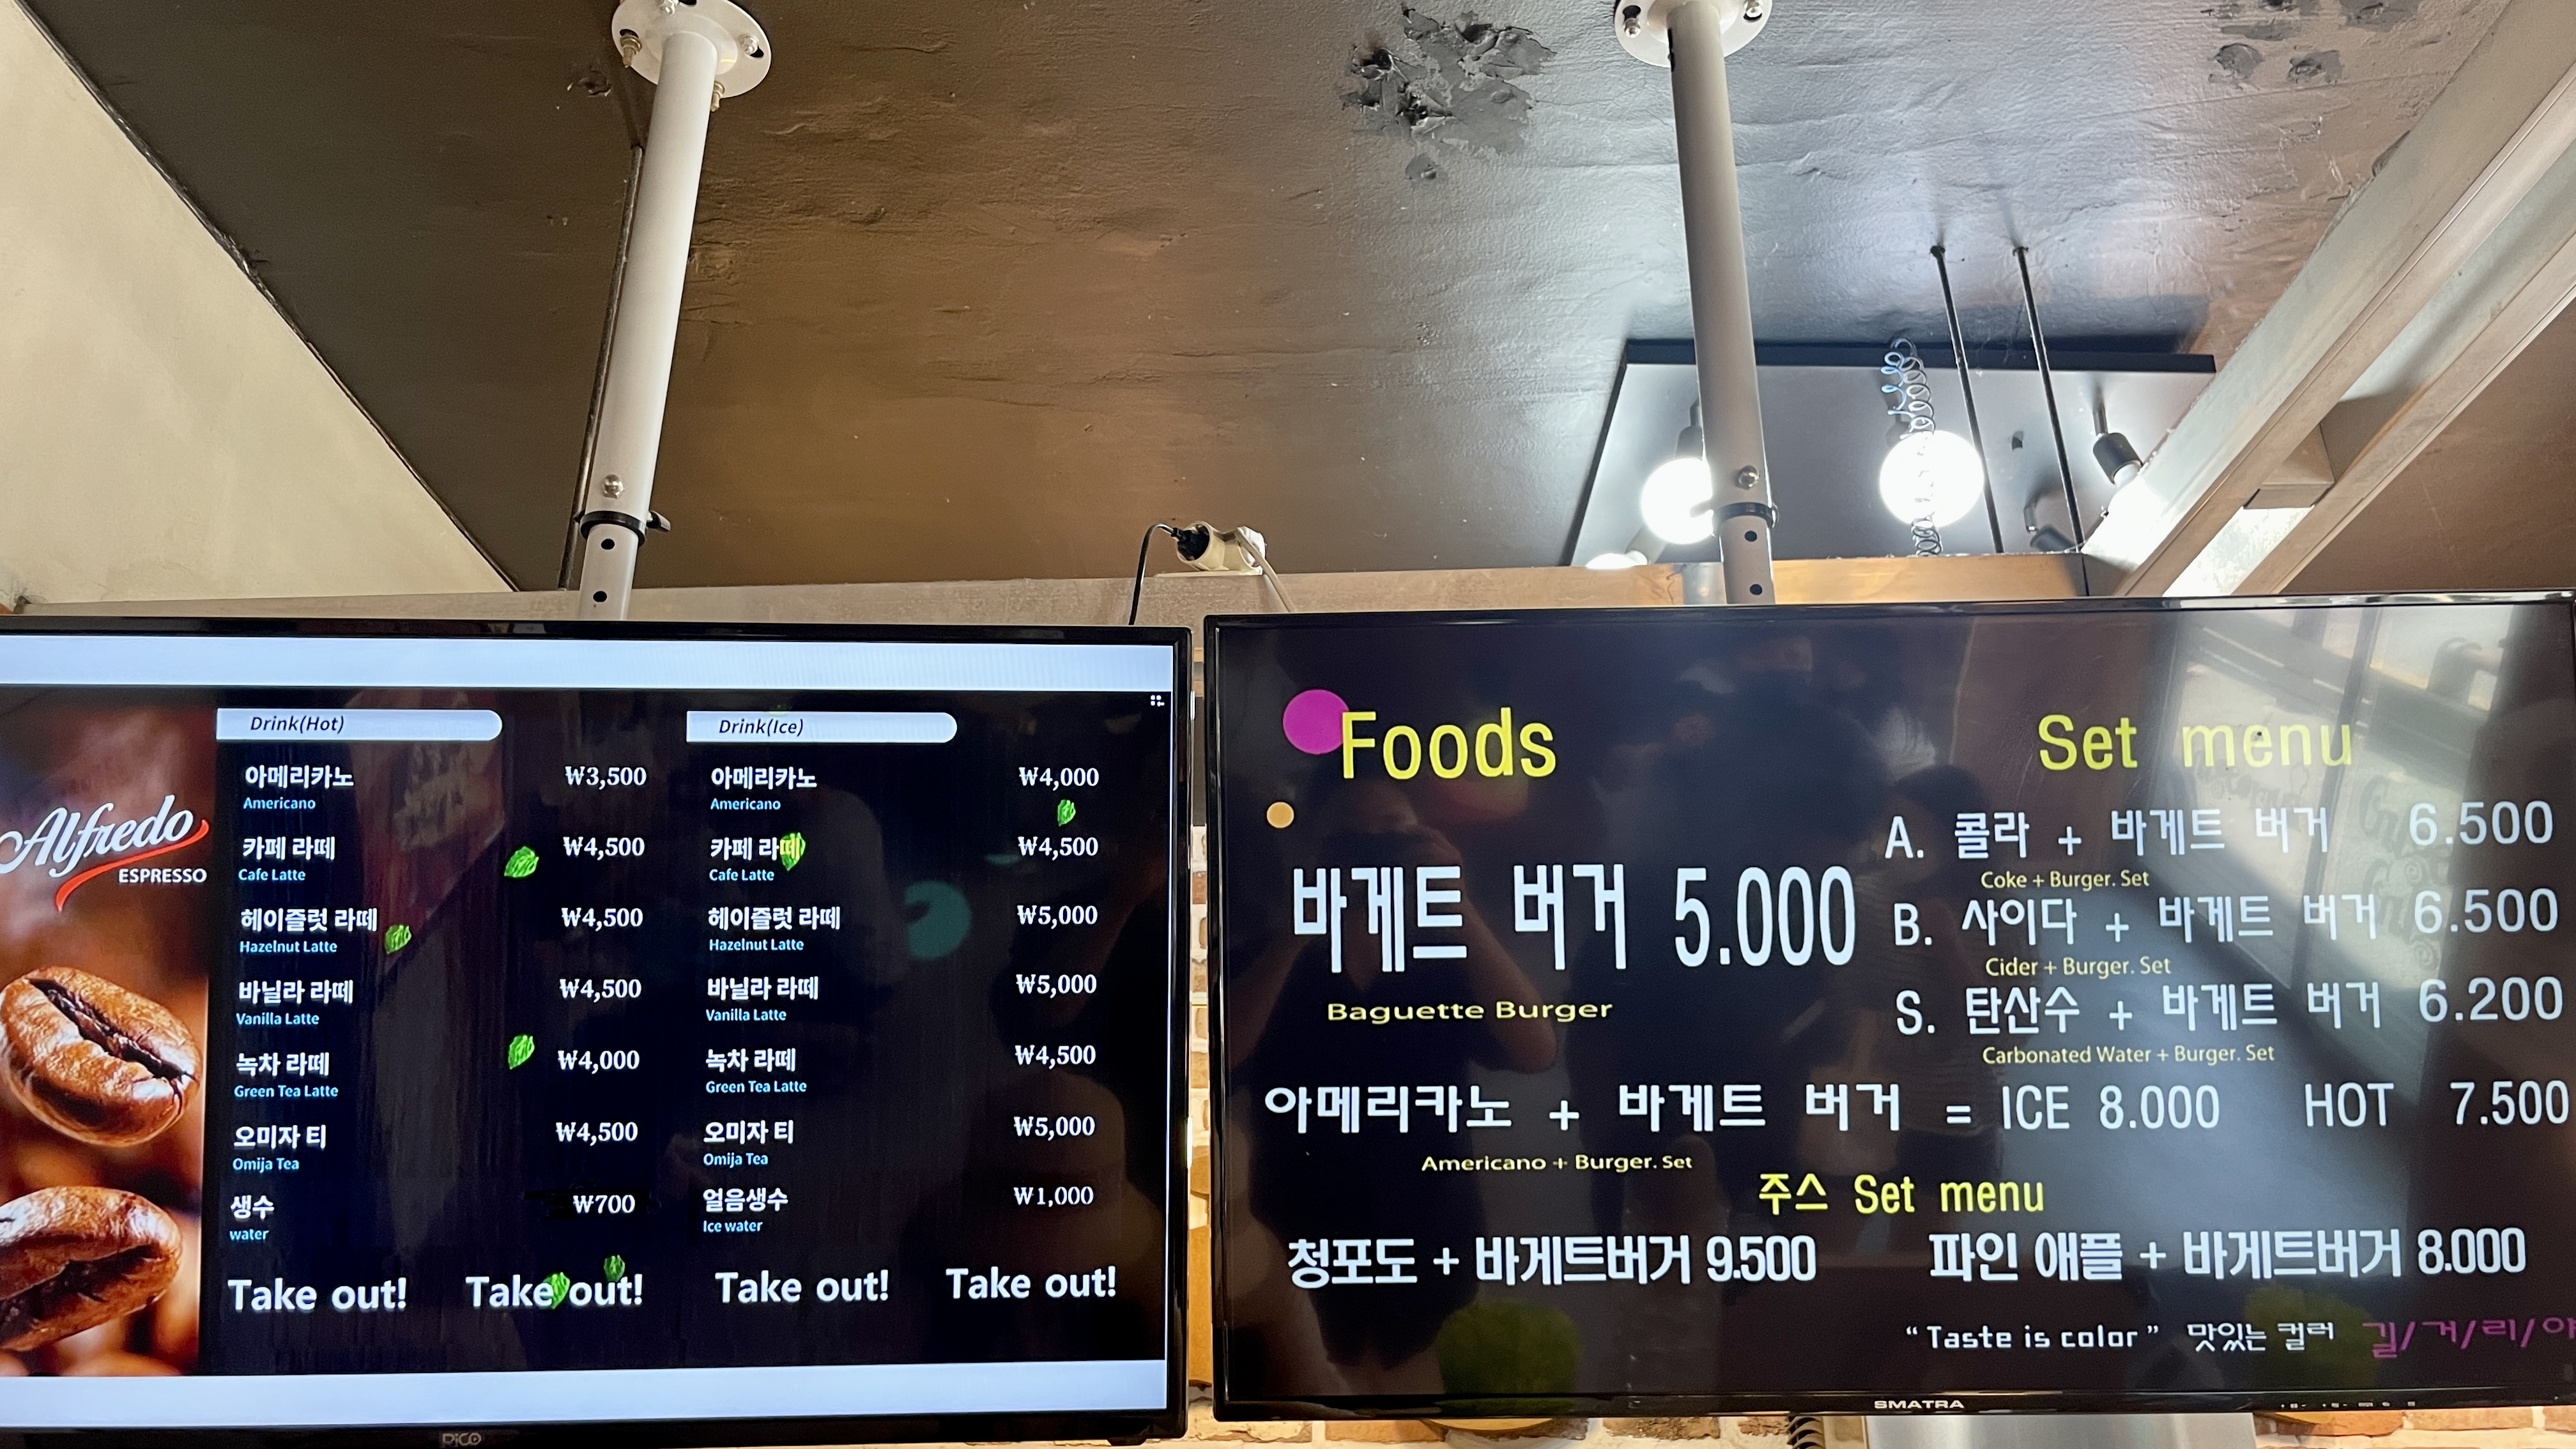 Alfredo
ESPRESSO
Drink(Hot)
아메리카노 ₩3,500
Americano
카페 라떼 ₩4,500
Cafe Latte
헤이즐럿 라떼 ₩4,500
Hazelnut Latte
바닐라 라떼 ₩4,500
Vanilla Latte
녹차 라떼 ₩4,000
Green Tea Latte
오미자 티 ₩4,500
Omija Tea
생수 ₩700
water
Drink(Ice)
아메리카노 ₩4,000
Americano
카페 라떼 ₩4,500
Cafe Latte
헤이즐럿 라떼 ₩5,000
Hazelnut Latte
바닐라 라떼 ₩5,000
Vanilla Latte
녹차 라떼 ₩4,500
Green Tea Latte
오미자 티 ₩5,000
Omija Tea
얼음생수 ₩1,000
Ice water
Take out! Take out! Take out! Take out!
PICO
Foods
바게트 버거 5.000
Baguette Burger
Set menu
A. 콜라 + 바게트 버거 6.500
Coke + Burger. Set
B. 사이다 + 바게트 버거 6.500
Cider + Burger. Set
S. 탄산수 + 바게트 버거 6.200
Carbonated Water + Burger. Set
아메리카노 + 바게트 버거 = ICE 8.000 HOT 7.500
Americano + Burger. Set
주스 Set menu
청포도 + 바게트버거 9.500 파인 애플 + 바게트버거 8.000
“Taste is color” 맛있는 컬러 길/거/리/야
SMATRA